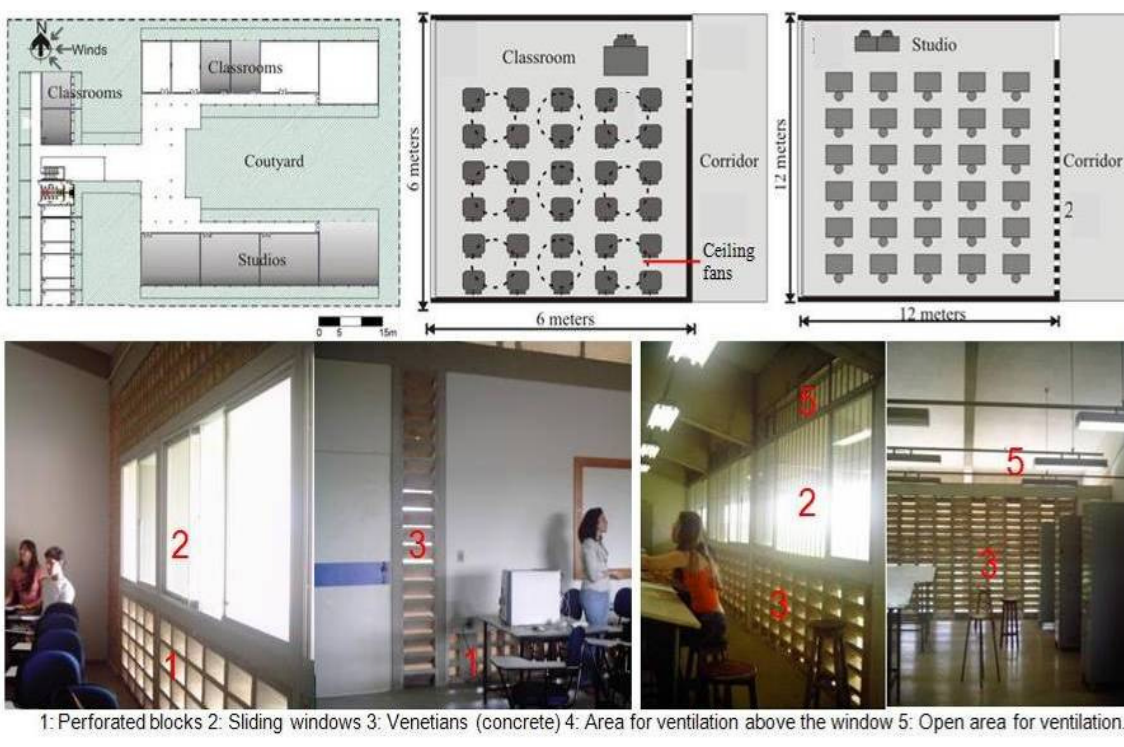 N
Winds
Classrooms
Classrooms
Coutyard
Studios
0 5 15m
Classroom
Corridor
6 meters
Ceiling
fans
6 meters
Studio
Corridor
12 meters
2
12 meters
2
1
3
1
5
2
3
5
3
1: Perforated blocks 2: Sliding windows 3: Venetians (concrete) 4: Area for ventilation above the window 5: Open area for ventilation.